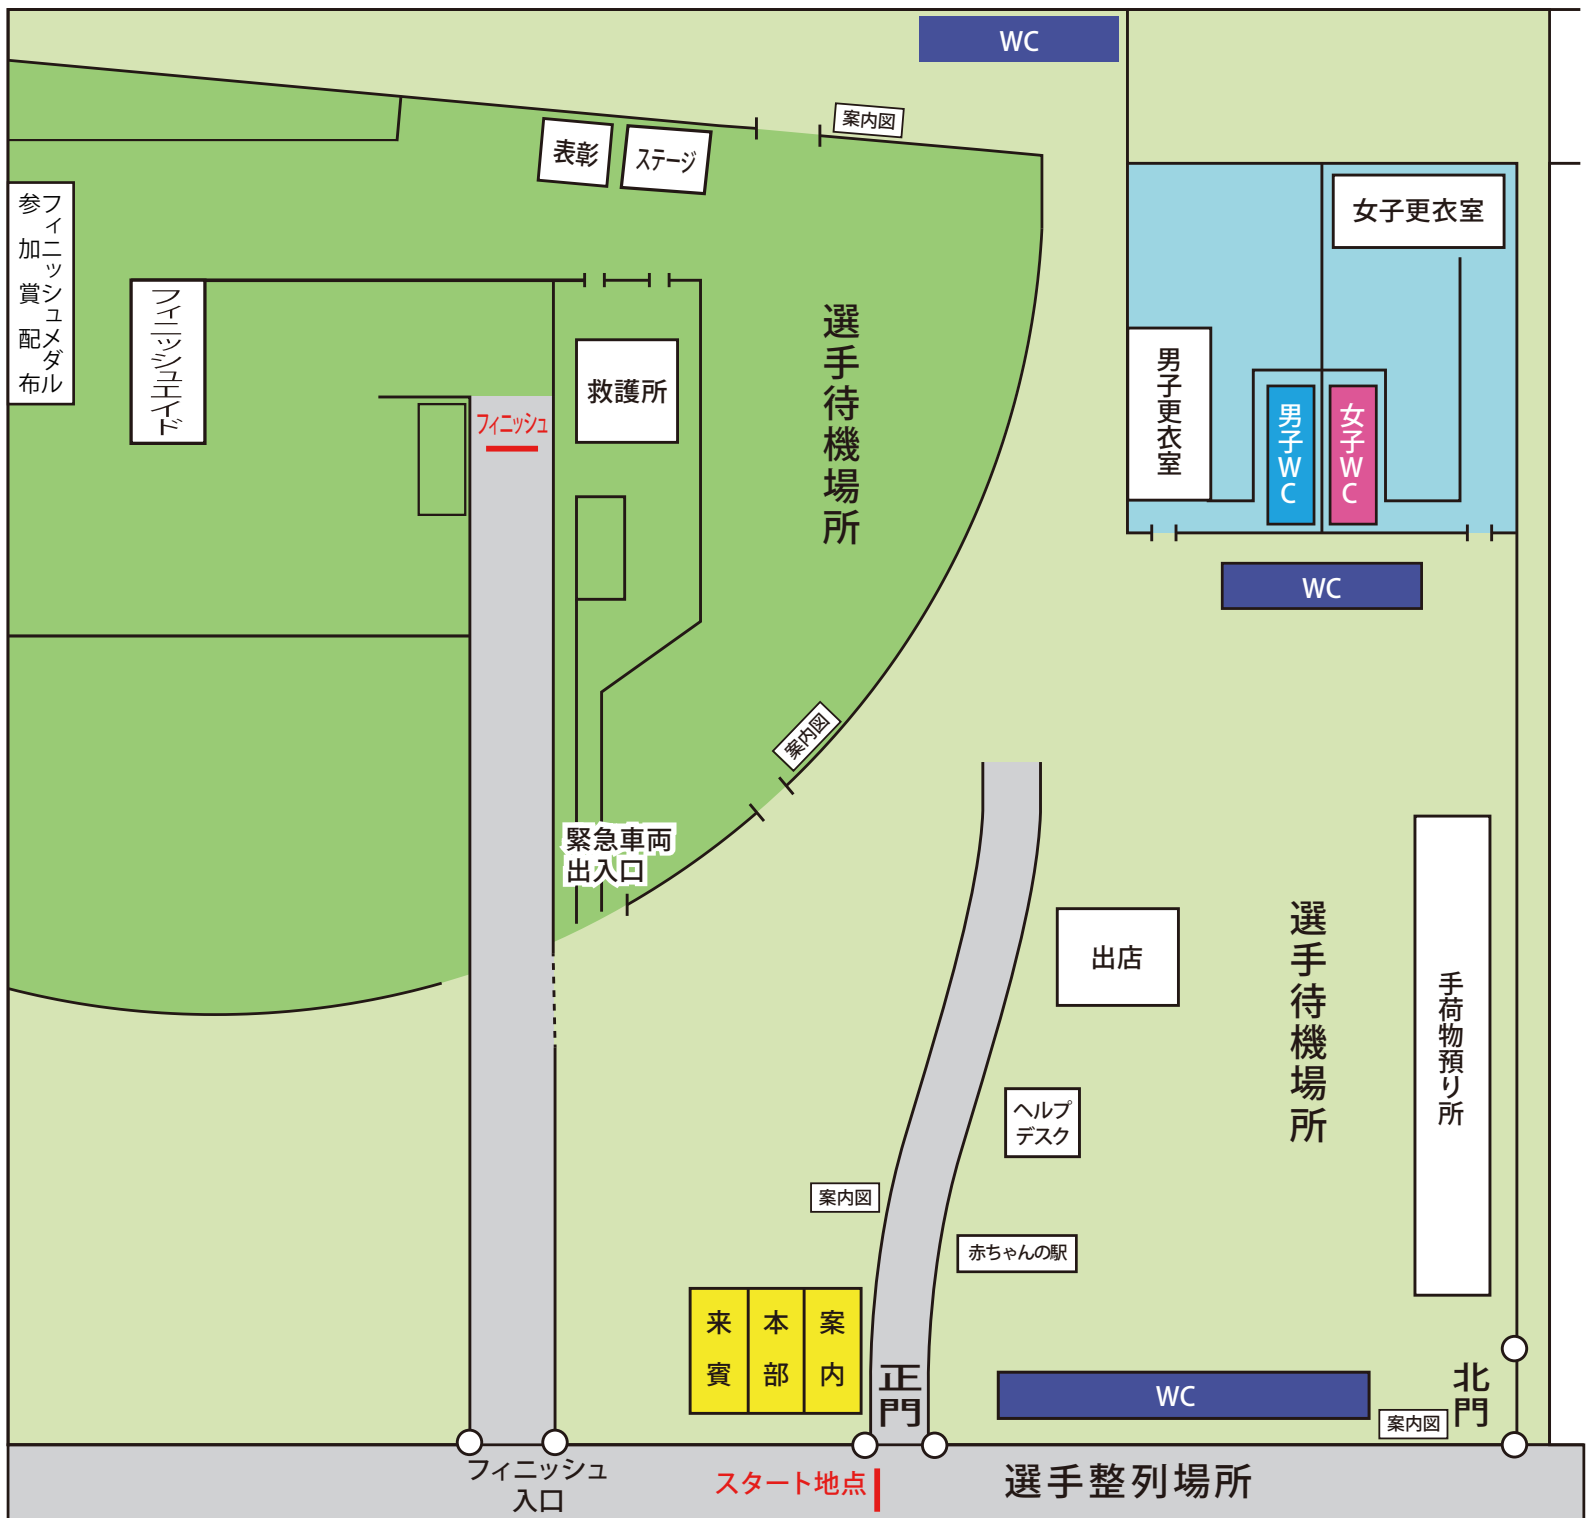 WC
案内図
表彰
ステージ
女子更衣室
フィニッシュメダル
参加賞配布
フィニッシュエイド
選手待機場所
救護所
フィニッシュ
男子更衣室
男子WC
女子WC
WC
案内図
緊急車両
出入口
出店
選手待機場所
手荷物預り所
ヘルプ
デスク
案内図
赤ちゃんの駅
来賓
本部
案内
正門
WC
北門
案内図
フィニッシュ
入口
スタート地点
選手整列場所